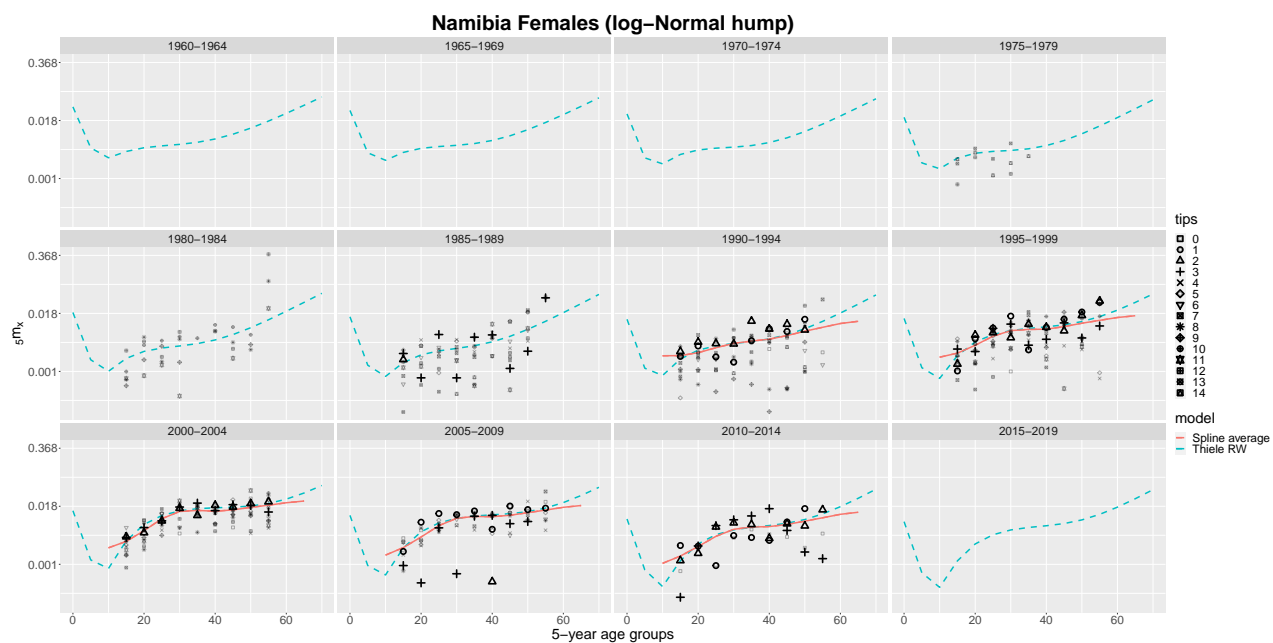 Namibia Females (log−Normal hump)
1960−1964 1965−1969 1970−1974 1975−1979
0.368
0.018
0.001
1980−1984 1985−1989 1990−1994 1995−1999
0.368
0.018
0.001
2000−2004 2005−2009 2010−2014 2015−2019
0.368
0.018
0.001
0 20 40 60 0 20 40 60 0 20 40 60 0 20 40 60
5−year age groups
5mx
tips
0
1
2
3
4
5
6
7
8
9
10
11
12
13
14
model
Spline average
Thiele RW